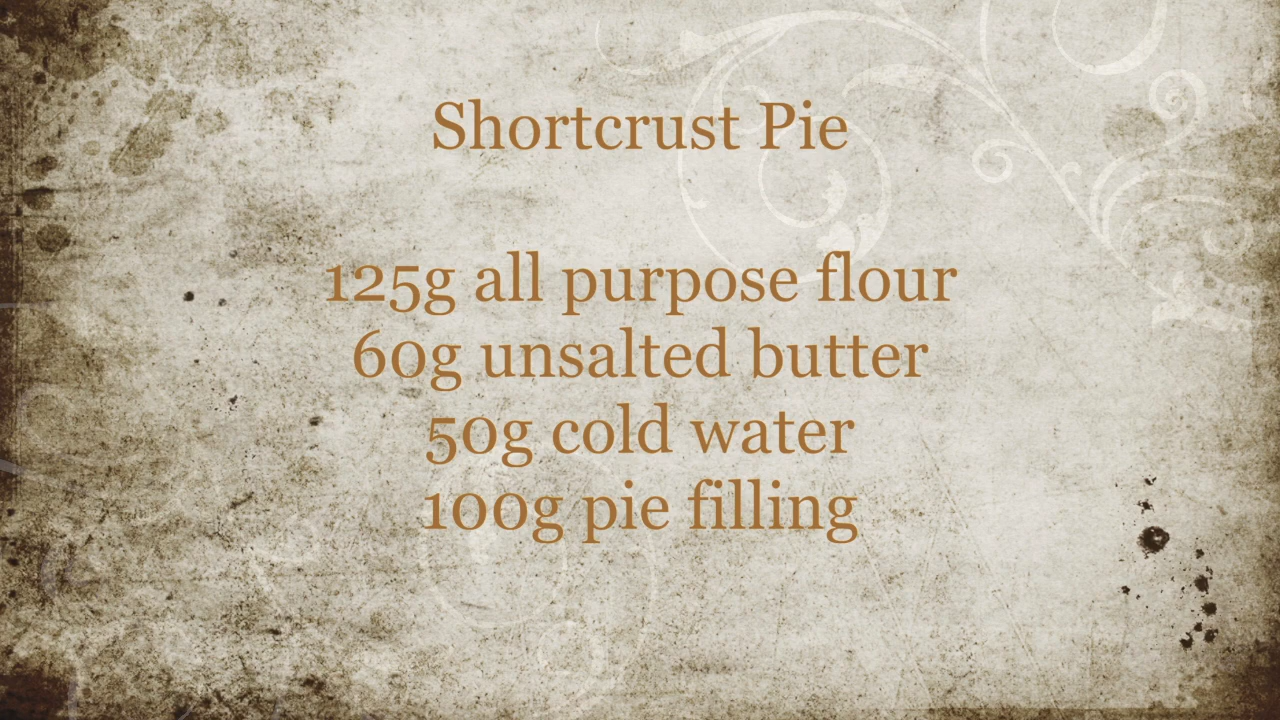 Shortcrust Pie
125g all purpose flour
60g unsalted butter
50g cold water
100g pie filling